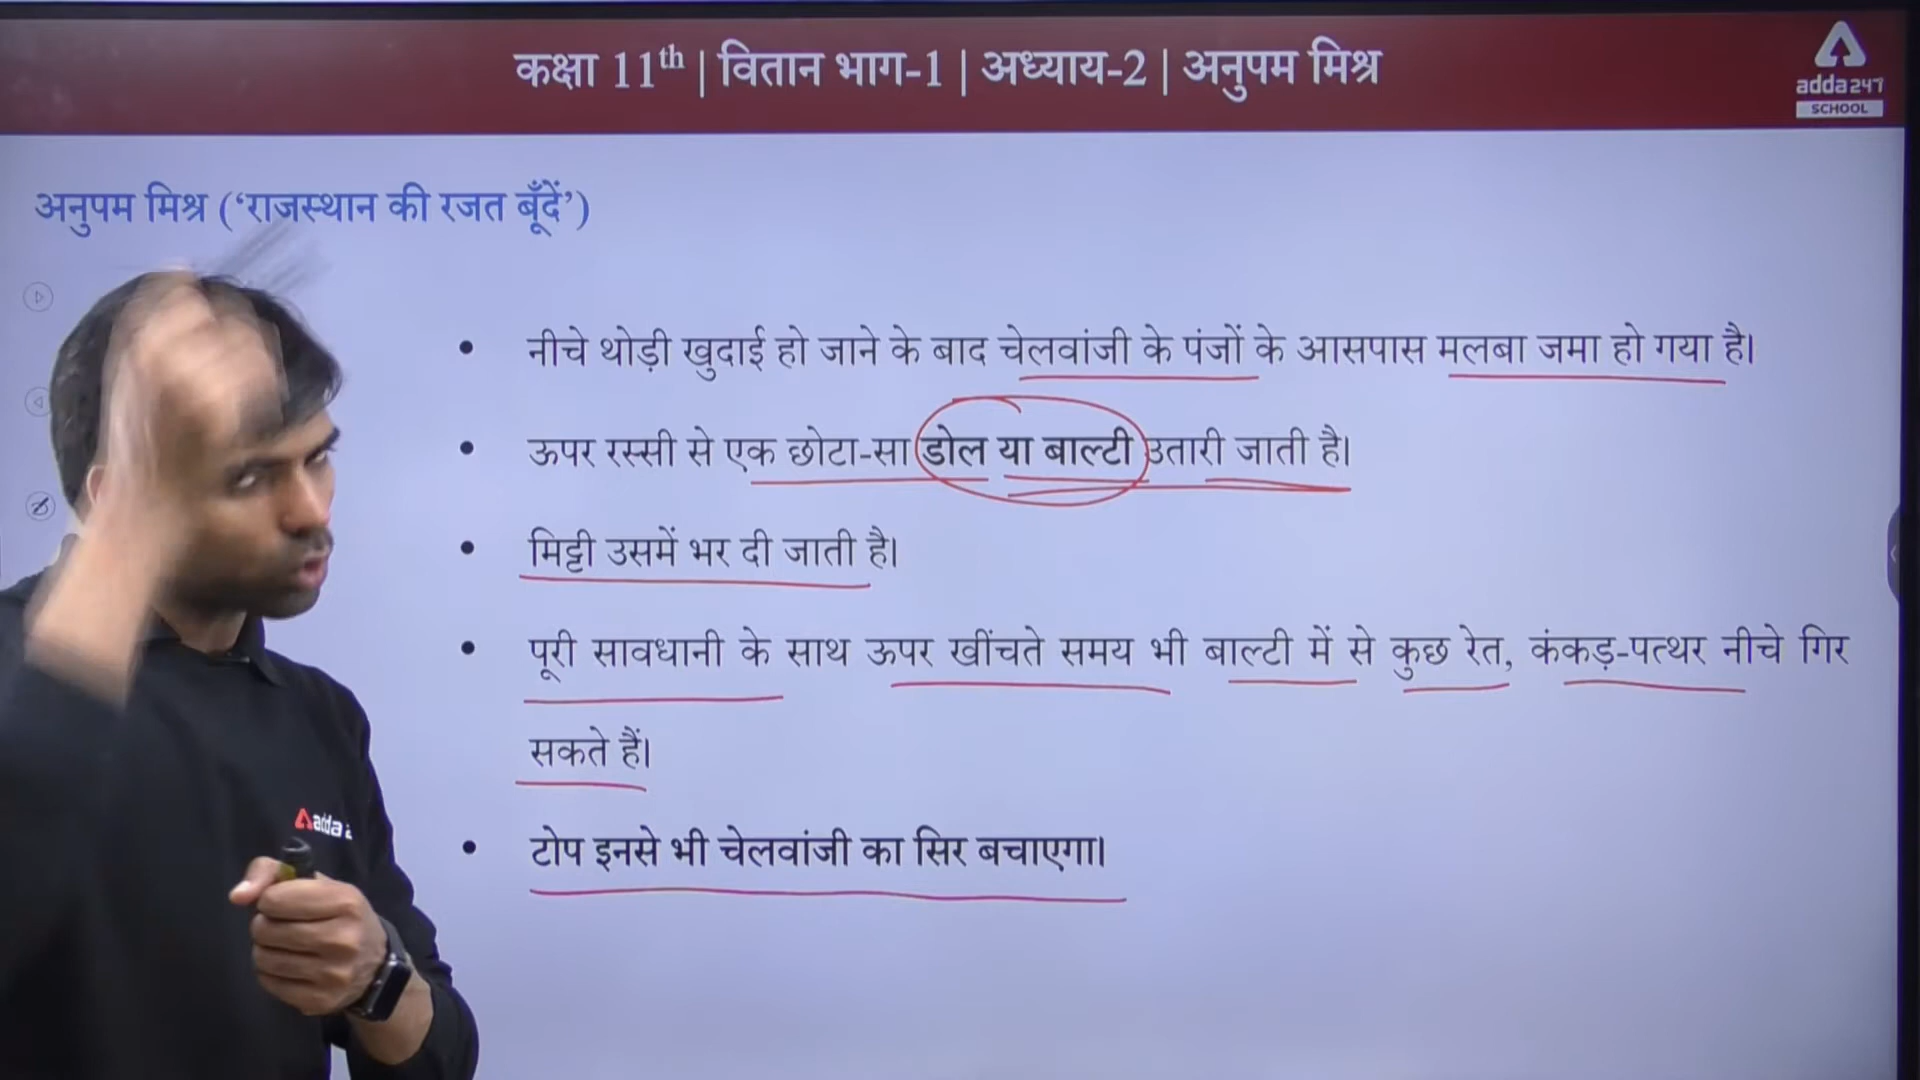 कक्षा 11th | वितान भाग-1 | अध्याय-2 | अनुपम मिश्र
adda247
SCHOOL
अनुपम मिश्र (‘राजस्थान की रजत बूँदें’)
• नीचे थोड़ी खुदाई हो जाने के बाद चेलवांजी के पंजों के आसपास मलबा जमा हो गया है।
• ऊपर रस्सी से एक छोटा-सा डोल या बाल्टी उतारी जाती है।
• मिट्टी उसमें भर दी जाती है।
• पूरी सावधानी के साथ ऊपर खींचते समय भी बाल्टी में से कुछ रेत, कंकड़-पत्थर नीचे गिर
सकते हैं।
• टोप इनसे भी चेलवांजी का सिर बचाएगा।
adda 2